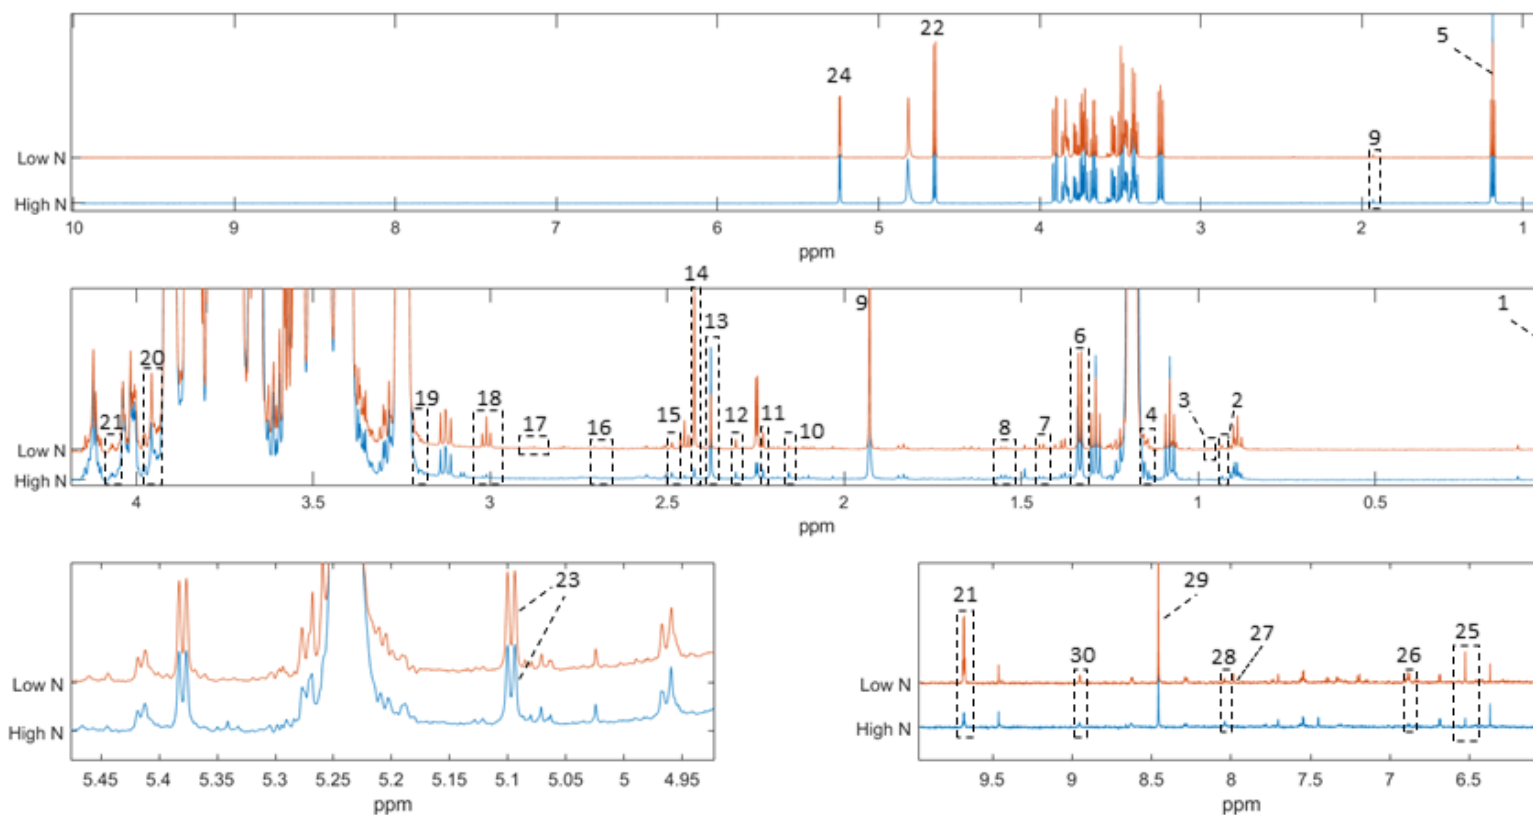 24 22 5
9
Low N
High N
10 9 8 7 6 5 4 3 2 1
ppm
14
13
9
1
20 6
21 19 18 17 16 15 12 11 10 8 7 3 4 2
Low N
High N
4 3.5 3 2.5 2 1.5 1 0.5
ppm
23
Low N
High N
5.45 5.4 5.35 5.3 5.25 5.2 5.15 5.1 5.05 5 4.95
ppm
29
21 25
30 28 27 26
Low N
High N
9.5 9 8.5 8 7.5 7 6.5
ppm